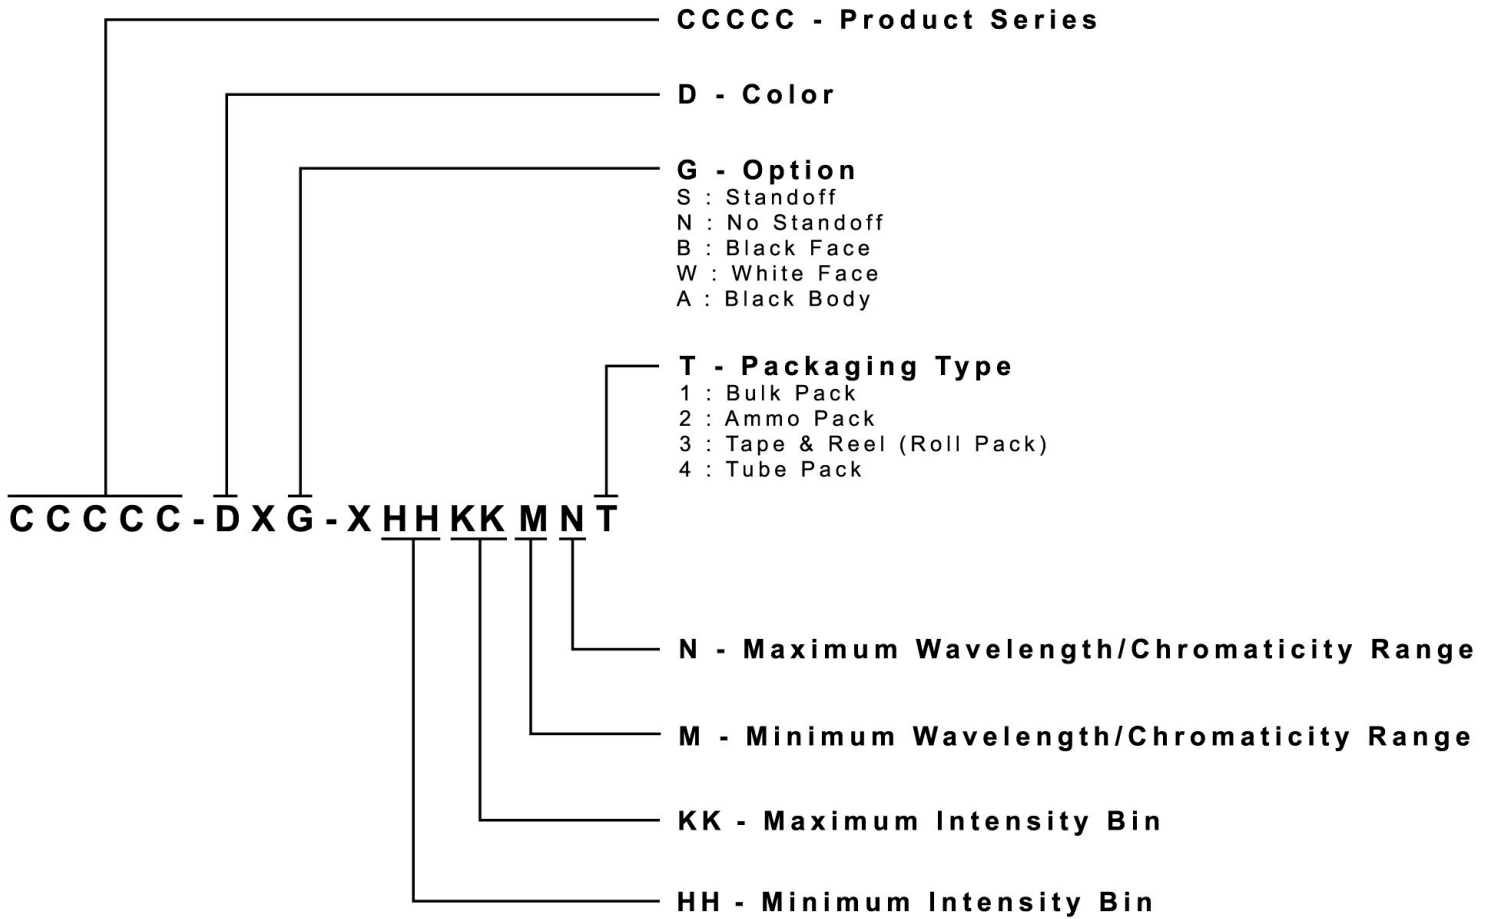 CCCCC - Product Series
D - Color
G - Option
S : Standoff
N : No Standoff
B : Black Face
W : White Face
A : Black Body
T - Packaging Type
1 : Bulk Pack
2 : Ammo Pack
3 : Tape & Reel (Roll Pack)
4 : Tube Pack
CCCCC-DXG-XHHKKMNT
N - Maximum Wavelength/Chromaticity Range
M - Minimum Wavelength/Chromaticity Range
KK - Maximum Intensity Bin
HH - Minimum Intensity Bin